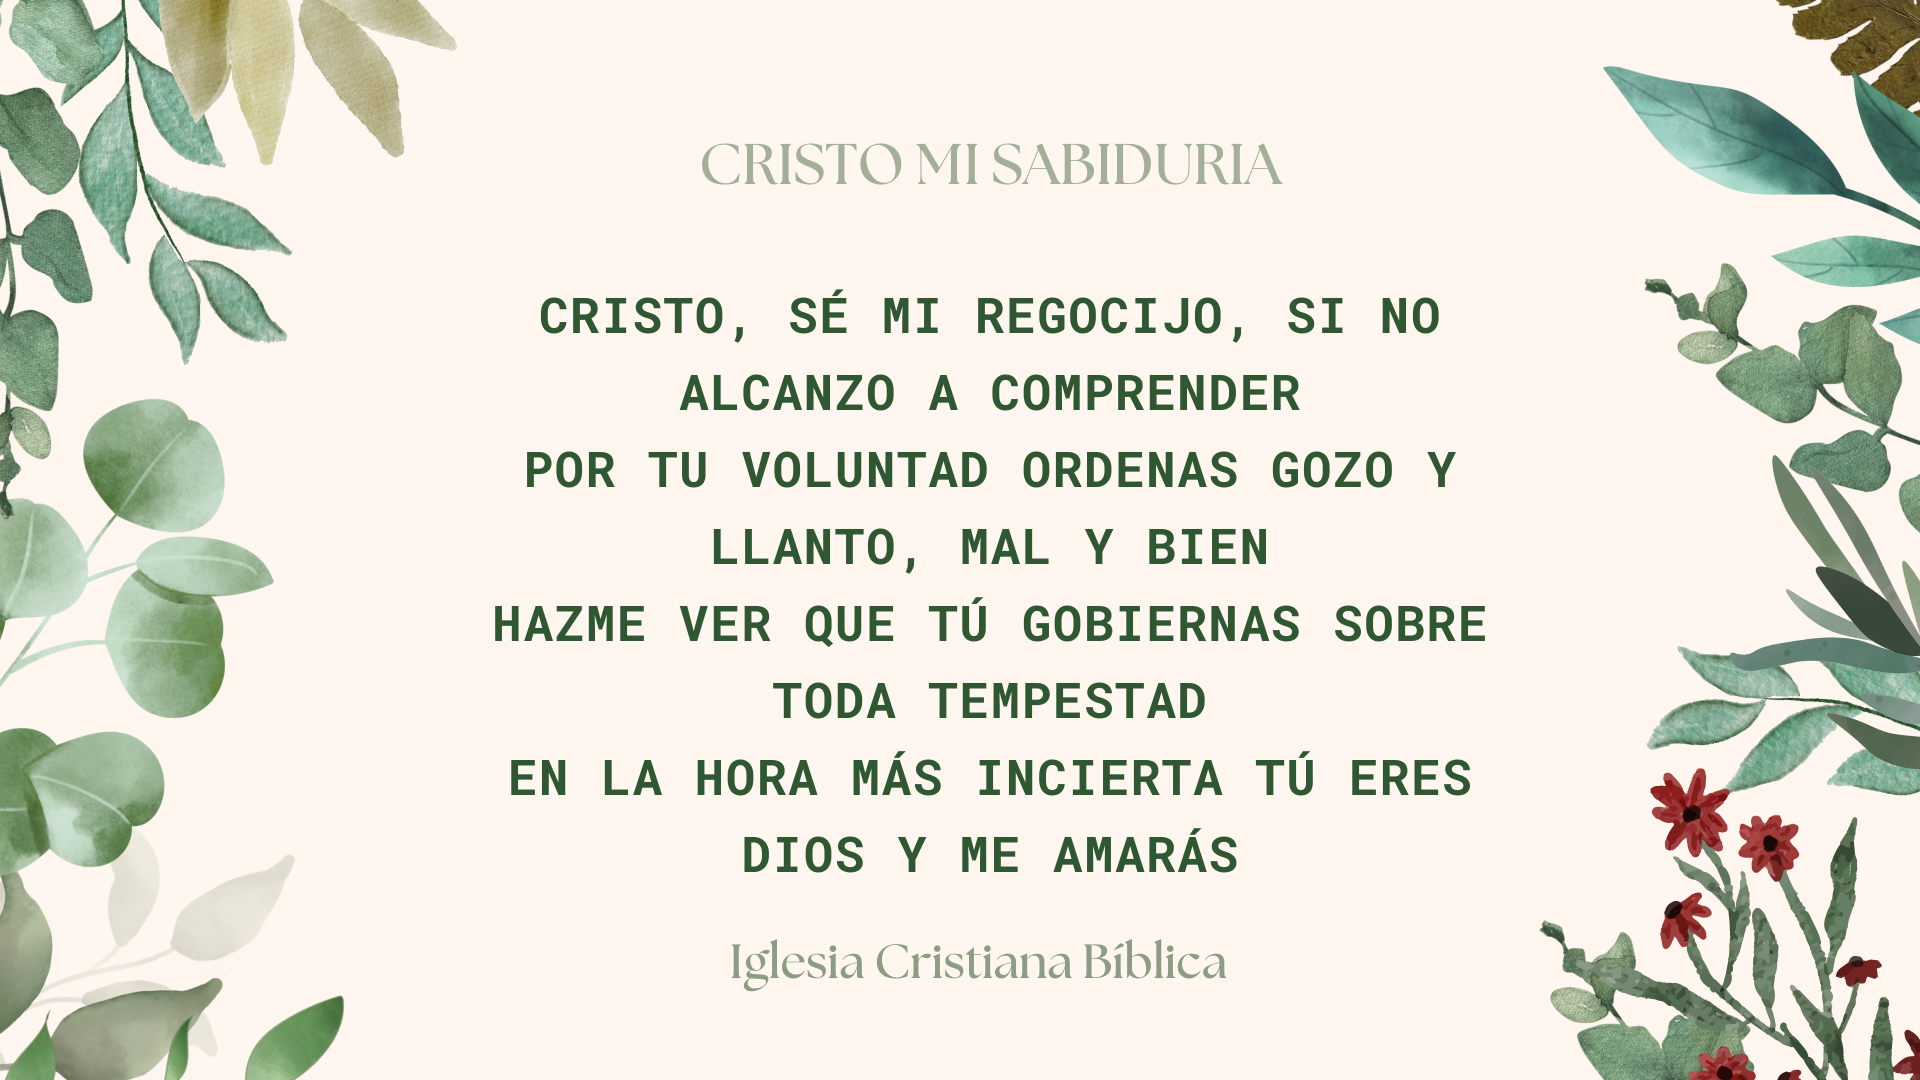 CRISTO MI SABIDURIA
CRISTO, SÉ MI REGOCIJO, SI NO
ALCANZO A COMPRENDER
POR TU VOLUNTAD ORDENAS GOZO Y
LLANTO, MAL Y BIEN
HAZME VER QUE TÚ GOBIERNAS SOBRE
TODA TEMPESTAD
EN LA HORA MÁS INCIERTA TÚ ERES
DIOS Y ME AMARÁS
Iglesia Cristiana Bíblica